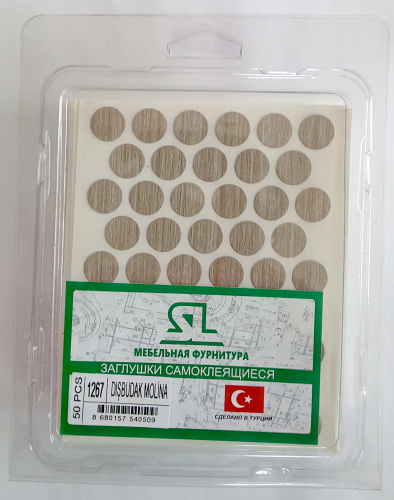 SL
МЕБЕЛЬНАЯ ФУРНИТУРА
ЗАГЛУШКИ САМОКЛЕЯЩИЕСЯ
50 PCS
1267
DIŞBUDAK MOLİNA
8 680157 540509
СДЕЛАНО В ТУРЦИИ